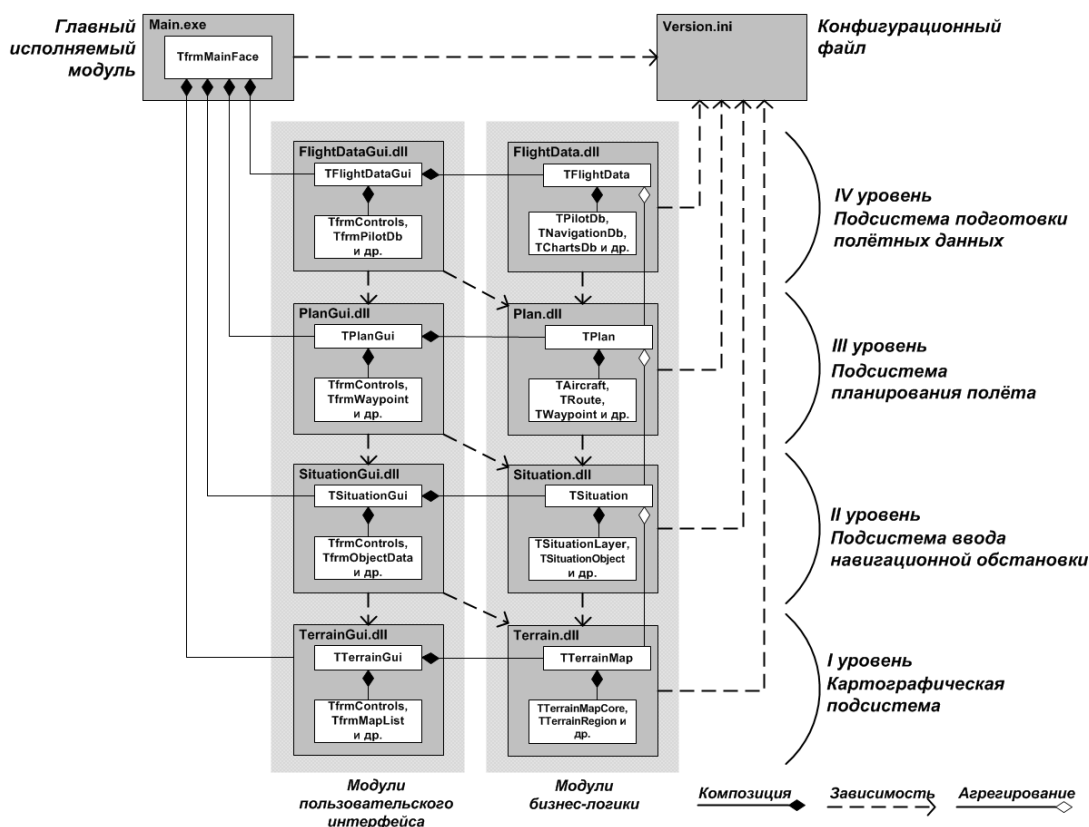 Главный
исполняемый
модуль
Main.exe
TfrmMainFace
Version.ini
Конфигурационный
файл
FlightDataGui.dll
TFlightDataGui
TfrmControls,
TfrmPilotDb
и др.
FlightData.dll
TFlightData
TPilotDb,
TNavigationDb,
TChartsDb и др.
IV уровень
Подсистема подготовки
полётных данных
PlanGui.dll
TPlanGui
TfrmControls,
TfrmWaypoint
и др.
Plan.dll
TPlan
TAircraft,
TRoute,
TWaypoint и др.
III уровень
Подсистема
планирования полёта
SituationGui.dll
TSituationGui
TfrmControls,
TfrmObjectData
и др.
Situation.dll
TSituation
TSituationLayer,
TSituationObject
и др.
II уровень
Подсистема ввода
навигационной обстановки
TerrainGui.dll
TTerrainGui
TfrmControls,
TfrmMapList
и др.
Terrain.dll
TTerrainMap
TTerrainMapCore,
TTerrainRegion и
др.
I уровень
Картографическая
подсистема
Модули
пользовательского
интерфейса
Модули
бизнес-логики
Композиция
Зависимость
Агрегирование